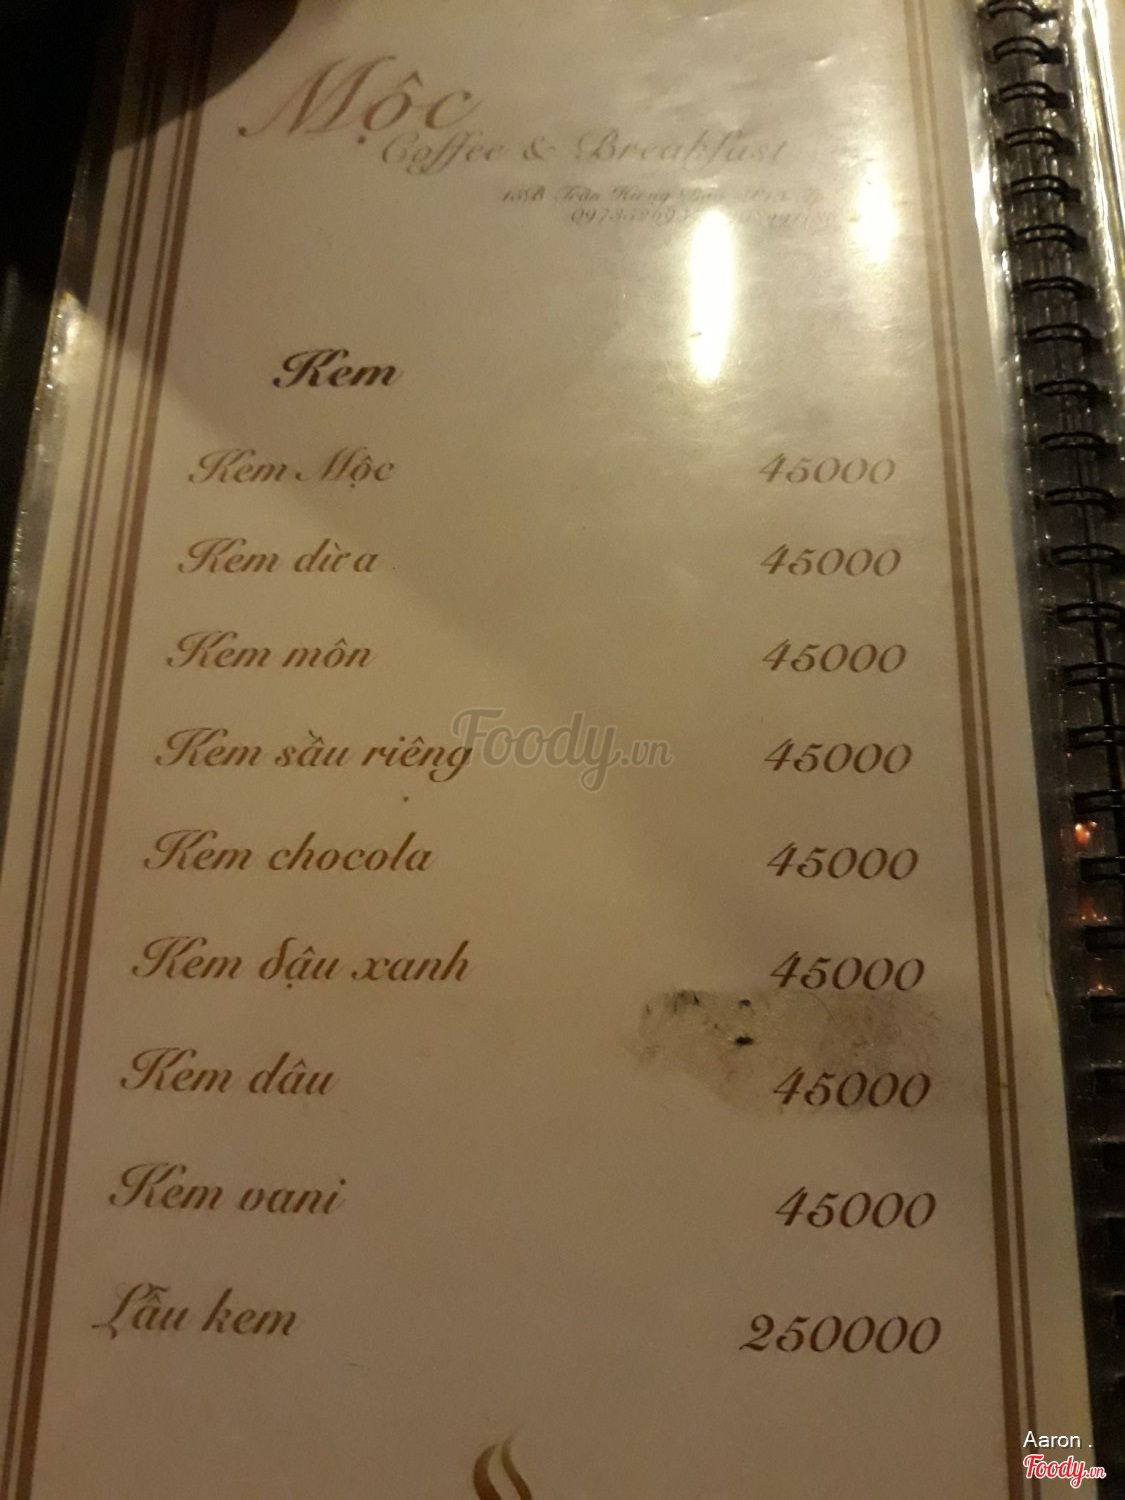 Mộc
Coffee & Breakfast
Trần Hưng
Kem
Kem Mộc 45000
Kem dừa 45000
Kem môn 45000
Kem sầu riêng 45000
Foody.vn
Kem chocola 45000
Kem đậu xanh 45000
Kem dâu 45000
Kem vani 45000
Lẩu kem 250000
Aaron .
Foody.vn